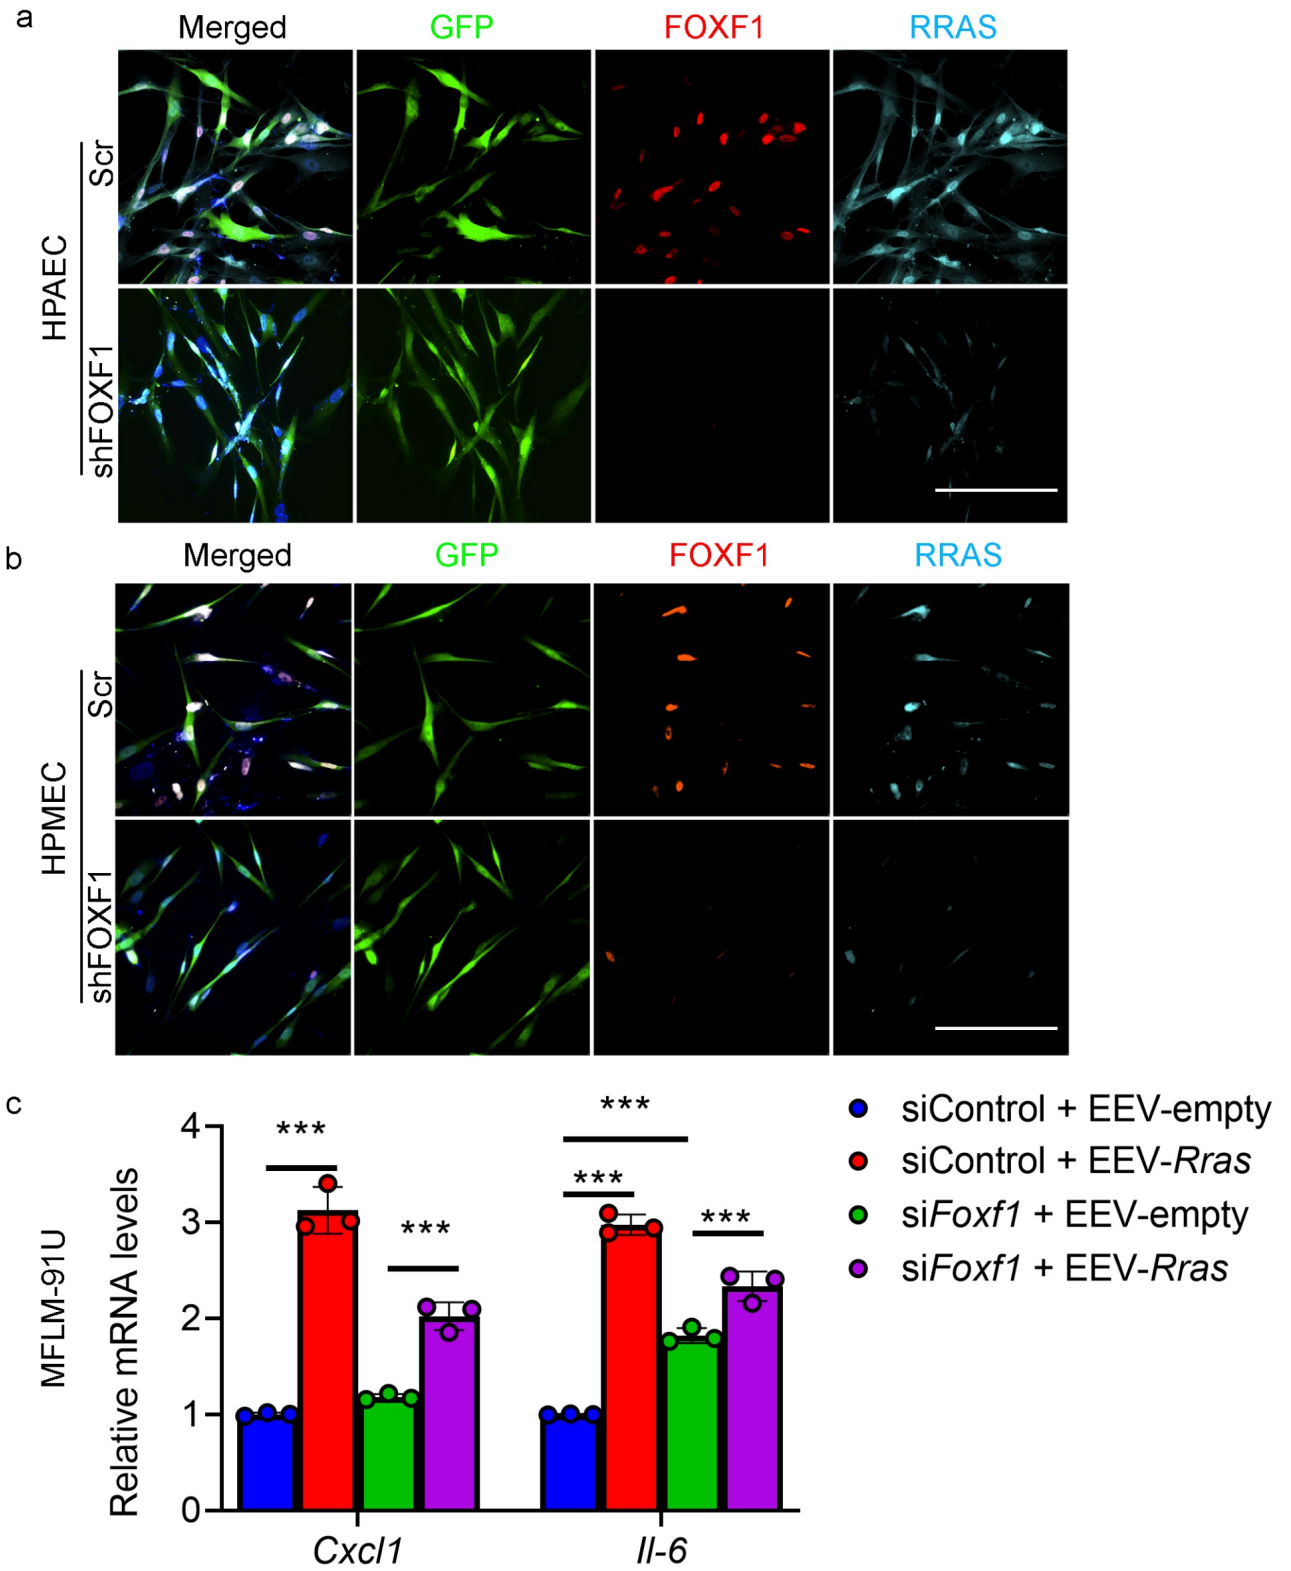 a
Merged GFP FOXF1 RRAS
HPAEC
Scr
shFOXF1
b
Merged GFP FOXF1 RRAS
HPMEC
Scr
shFOXF1
c
MFLM-91U
Relative mRNA levels
4
3
2
1
0
*** *** *** *** ***
Cxcl1 Il-6
siControl + EEV-empty
siControl + EEV-Rras
siFoxf1 + EEV-empty
siFoxf1 + EEV-Rras